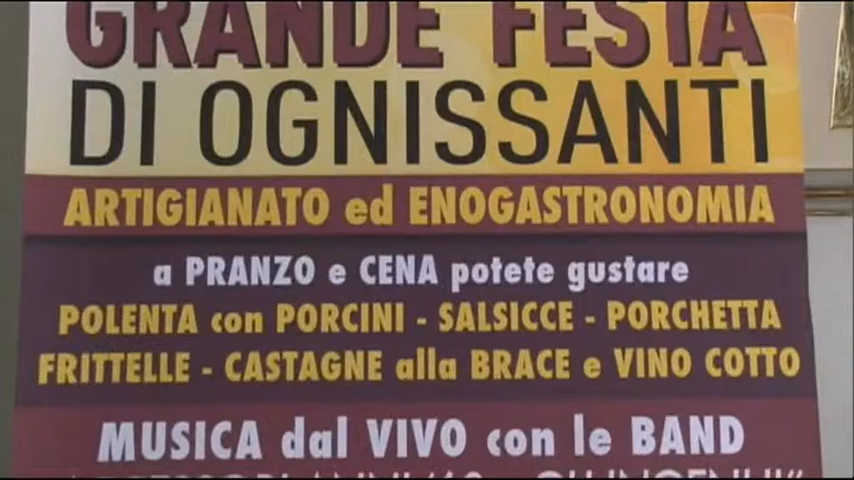 GRANDE FESTA
DI OGNISSANTI
ARTIGIANATO ed ENOGASTRONOMIA
a PRANZO e CENA potete gustare
POLENTA con PORCINI - SALSICCE - PORCHETTA
FRITTELLE - CASTAGNE alla BRACE e VINO COTTO
MUSICA dal VIVO con le BAND